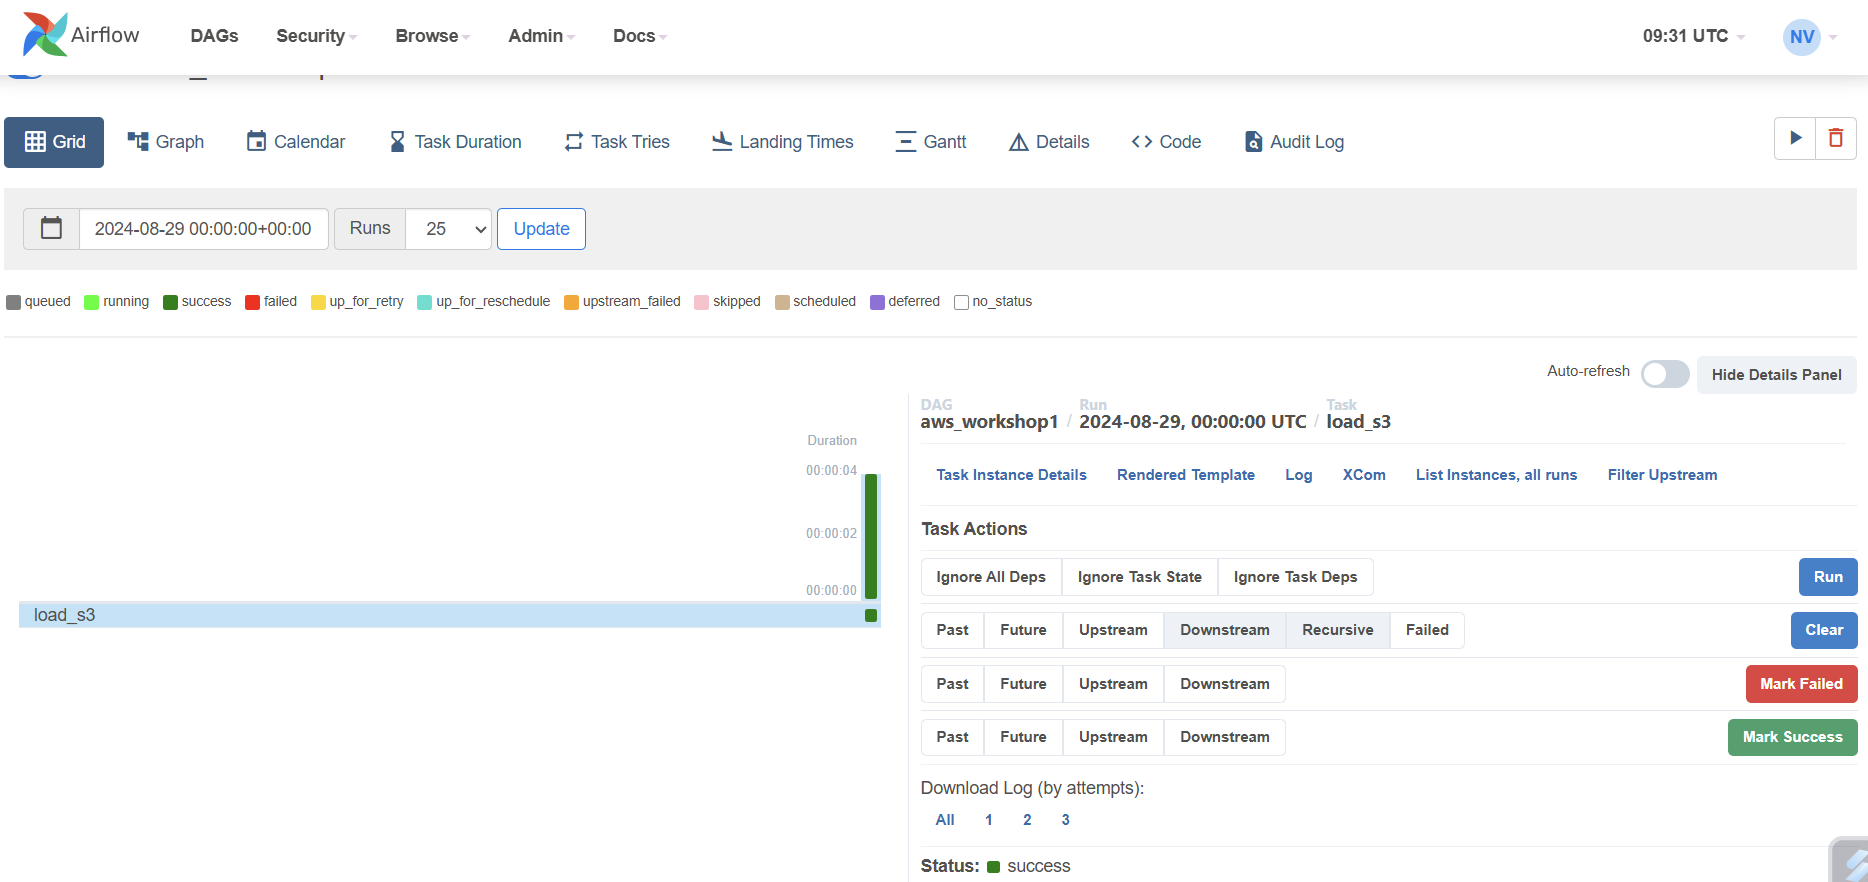 Airflow DAGs Security Browse Admin Docs 09:31 UTC NV
Grid Graph Calendar Task Duration Task Tries Landing Times Gantt Details Code Audit Log
2024-08-29 00:00:00+00:00 Runs 25 Update
queued running success failed up_for_retry up_for_reschedule upstream_failed skipped scheduled deferred no_status
Auto-refresh Hide Details Panel
Duration
00:00:04
00:00:02
00:00:00
load_s3
DAG Run Task
aws_workshop1 / 2024-08-29, 00:00:00 UTC / load_s3
Task Instance Details Rendered Template Log XCom List Instances, all runs Filter Upstream
Task Actions
Ignore All Deps Ignore Task State Ignore Task Deps Run
Past Future Upstream Downstream Recursive Failed Clear
Past Future Upstream Downstream Mark Failed
Past Future Upstream Downstream Mark Success
Download Log (by attempts):
All 1 2 3
Status: success